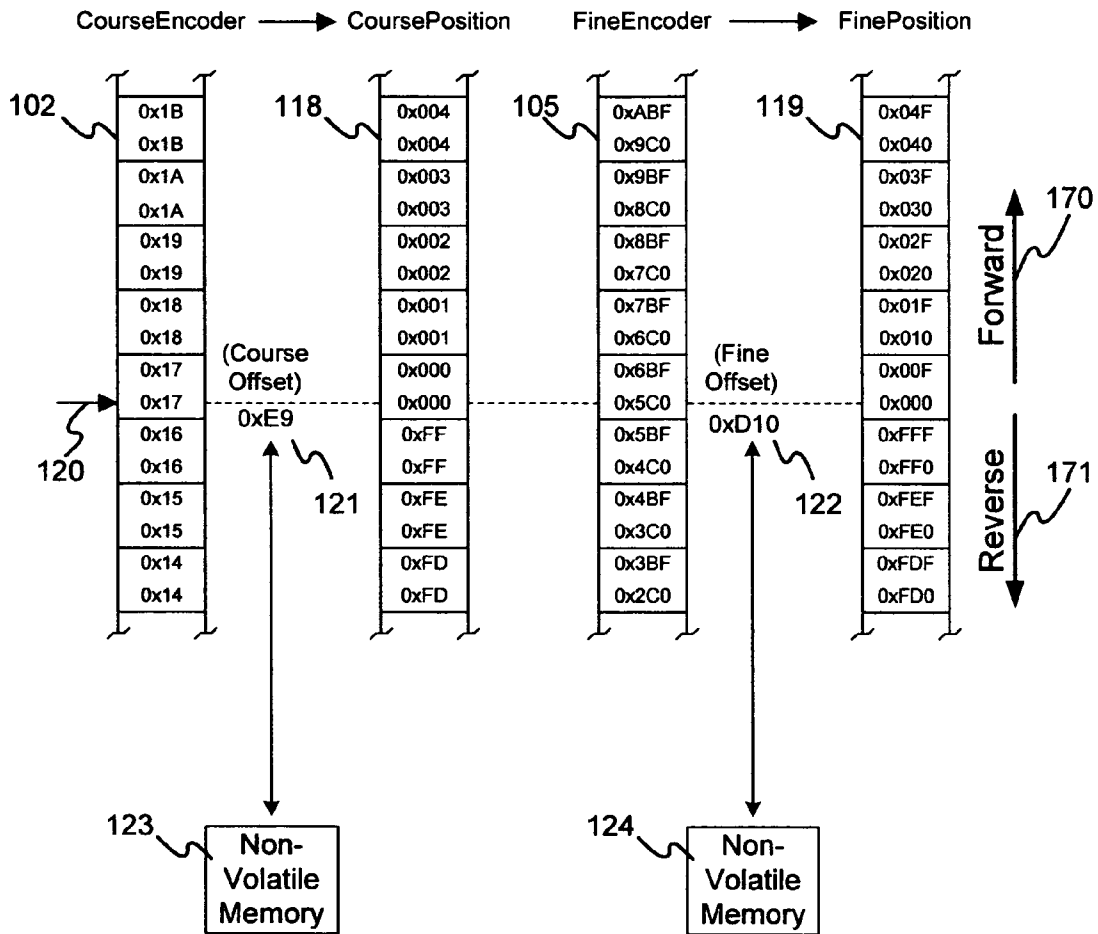 CourseEncoder CoursePosition FineEncoder FinePosition
102 118 105 119
0x1B 0x004 0xABF 0x04F
0x1B 0x004 0x9C0 0x040
0x1A 0x003 0x9BF 0x03F
0x1A 0x003 0x8C0 0x030
0x19 0x002 0x8BF 0x02F
0x19 0x002 0x7C0 0x020
0x18 0x001 0x7BF 0x01F
0x18 0x001 0x6C0 0x010
0x17 0x000 0x6BF 0x00F
0x17 0x000 0x5C0 0x000
0x16 0xFF 0x5BF 0xFFF
0x16 0xFF 0x4C0 0xFF0
0x15 0xFE 0x4BF 0xFEF
0x15 0xFE 0x3C0 0xFE0
0x14 0xFD 0x3BF 0xFDF
0x14 0xFD 0x2C0 0xFD0
(Course
Offset)
0xE9
(Fine
Offset)
0xD10
120
121
122
Forward
170
Reverse
171
123
Non-
Volatile
Memory
124
Non-
Volatile
Memory